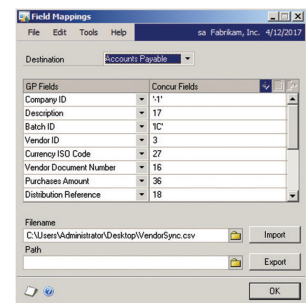 Field Mappings
File Edit Tools Help sa Fabrikam, Inc. 4/12/2017
Destination Accounts Payable
GP Fields Concur Fields
Company ID '-1'
Description 17
Batch ID 'IC'
Vendor ID 3
Currency ISO Code 27
Vendor Document Number 16
Purchases Amount 36
Distribution Reference 18
Filename
C:\Users\Administrator\Desktop\VendorSync.csv Import
Path
Export
OK